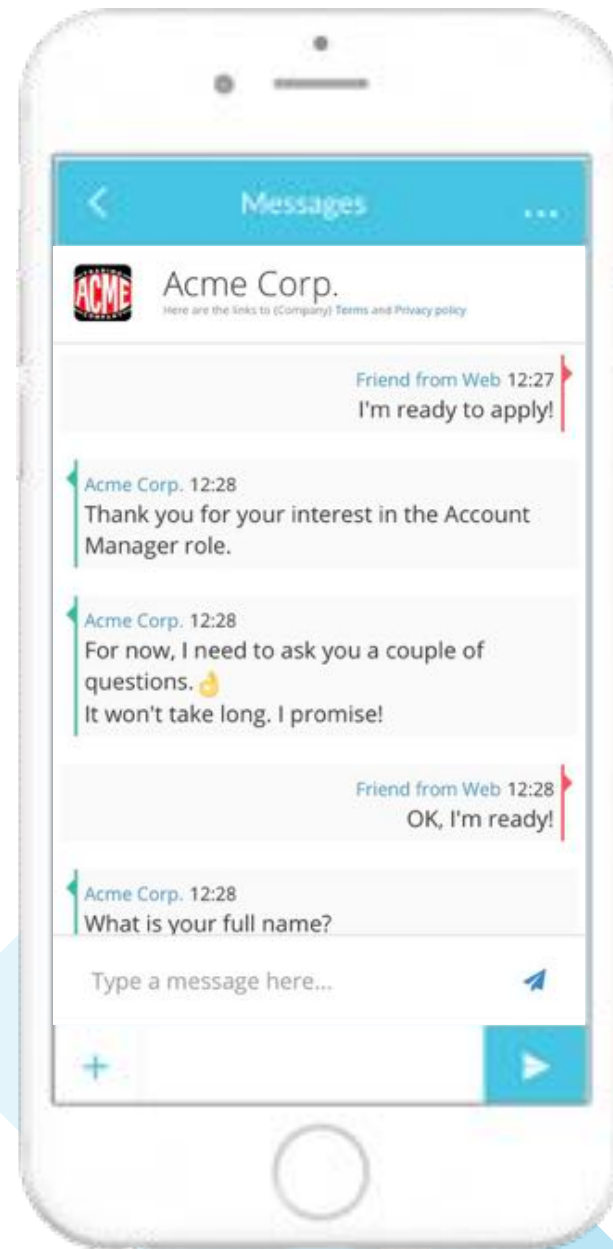 Messages
...
ACME
COMPANY
Acme Corp.
Here are the links to (Company) Terms and Privacy policy
Friend from Web 12:27
I'm ready to apply!
Acme Corp. 12:28
Thank you for your interest in the Account
Manager role.
Acme Corp. 12:28
For now, I need to ask you a couple of
questions.👌
It won't take long. I promise!
Friend from Web 12:28
OK, I'm ready!
Acme Corp. 12:28
What is your full name?
Type a message here...
+